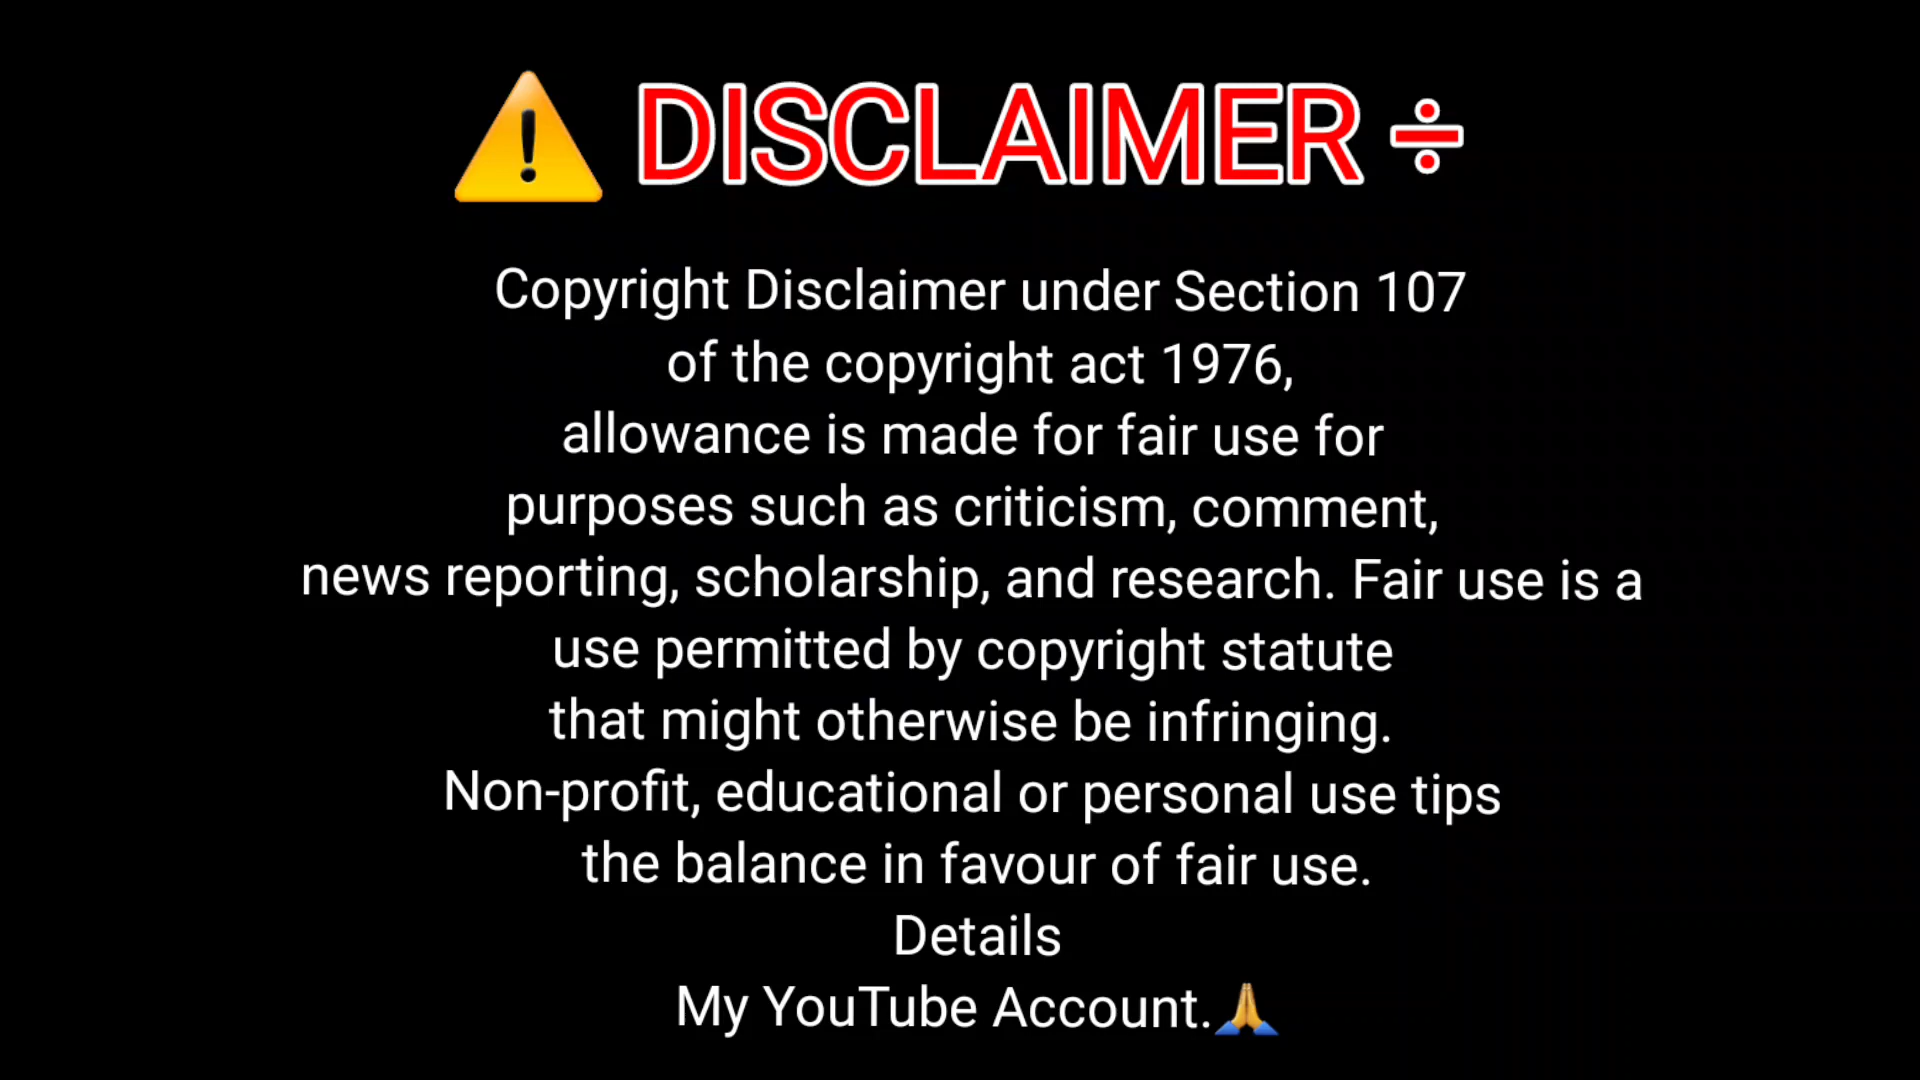 ⚠️ DISCLAIMER ÷
Copyright Disclaimer under Section 107
of the copyright act 1976,
allowance is made for fair use for
purposes such as criticism, comment,
news reporting, scholarship, and research. Fair use is a
use permitted by copyright statute
that might otherwise be infringing.
Non-profit, educational or personal use tips
the balance in favour of fair use.
Details
My YouTube Account.🙏